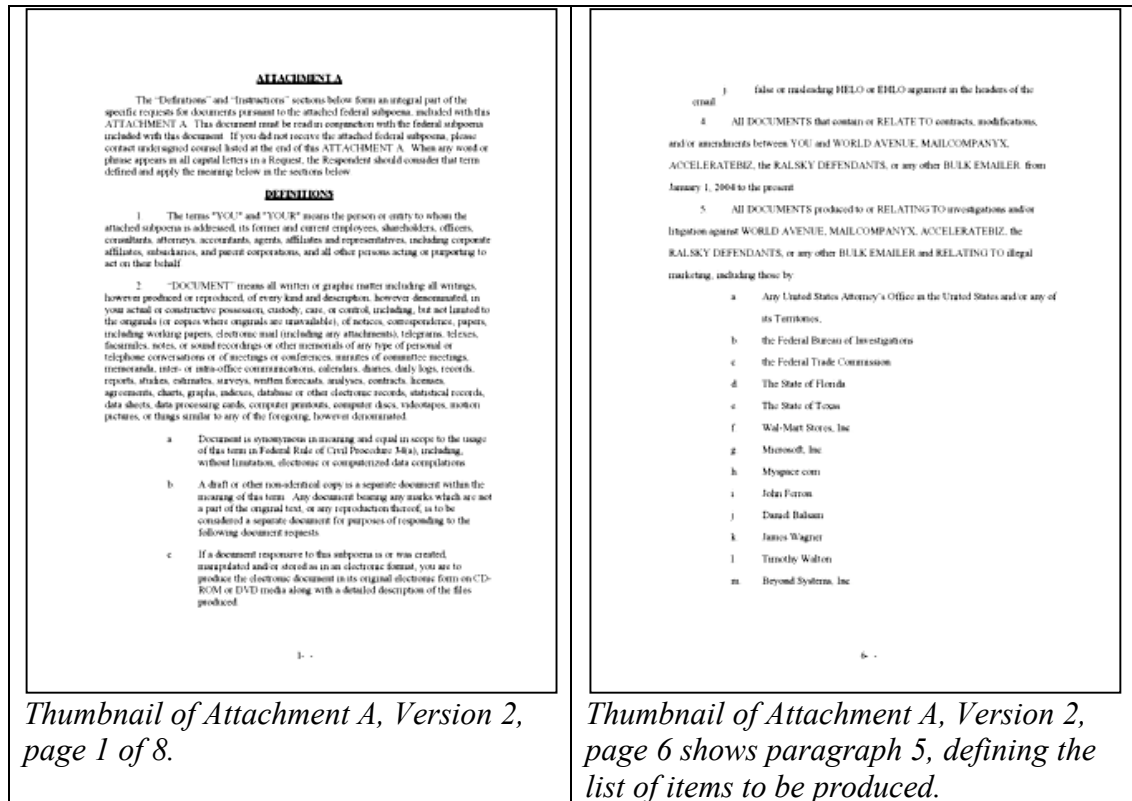 ATTACHMENT A
The “Definitions” and “Instructions” sections below form an integral part of the
specific requests for documents pursuant to the attached federal subpoena, included with this
ATTACHMENT A. This document must be read in conjunction with the federal subpoena
included with this document. If you did not receive the attached federal subpoena, please
contact undersigned counsel listed at the end of this ATTACHMENT A. When any word or
phrase appears in all capital letters in a Request, the Respondent should consider that term
defined and apply the meaning below in the sections below.
DEFINITIONS
1. The terms "YOU" and "YOUR" means the person or entity to whom the
attached subpoena is addressed, its former and current employees, shareholders, officers,
consultants, attorneys, accountants, agents, affiliates and representatives, including corporate
affiliates, subsidiaries, and parent corporations, and all other persons acting or purporting to
act on their behalf.
2. “DOCUMENT” means all written or graphic matter including all writings,
however produced or reproduced, of every kind and description, however denominated, in
your actual or constructive possession, custody, care, or control, including, but not limited to
the originals (or copies where originals are unavailable), of notices, correspondence, papers,
including working papers, electronic mail (including any attachments), telegrams, telexes,
facsimiles, notes, or sound recordings or other memorials of any type of personal or
telephone conversations or of meetings or conferences, minutes of committee meetings,
memoranda, inter- or intra-office communications, calendars, diaries, daily logs, records,
reports, studies, estimates, surveys, written forecasts, analyses, contracts, licenses,
agreements, charts, graphs, indexes, database or other electronic records, statistical records,
data sheets, data processing cards, computer printouts, computer discs, videotapes, motion
pictures, or things similar to any of the foregoing, however denominated.
a. Document is synonymous in meaning and equal in scope to the usage
of this term in Federal Rule of Civil Procedure 34(a), including,
without limitation, electronic or computerized data compilations.
b. A draft or other non-identical copy is a separate document within the
meaning of this term. Any document bearing any marks which are not
a part of the original text, or any reproduction thereof, is to be
considered a separate document for purposes of responding to the
following document requests.
c. If a document responsive to this subpoena is or was created,
manipulated and/or stored as in an electronic format, you are to
produce the electronic document in its original electronic form on CD-
ROM or DVD media along with a detailed description of the files
produced.
1- -
Thumbnail of Attachment A, Version 2,
page 1 of 8.
j. false or misleading HELO or EHLO argument in the headers of the
email.
4. All DOCUMENTS that contain or RELATE TO contracts, modifications,
and/or amendments between YOU and WORLD AVENUE, MAILCOMPANYX,
ACCELERATEBIZ, the RALSKY DEFENDANTS, or any other BULK EMAILER from
January 1, 2004 to the present.
5. All DOCUMENTS produced to or RELATING TO investigations and/or
litigation against WORLD AVENUE, MAILCOMPANYX, ACCELERATEBIZ, the
RALSKY DEFENDANTS, or any other BULK EMAILER and RELATING TO illegal
marketing, including those by
a. Any United States Attorney’s Office in the United States and/or any of
its Territories,
b. the Federal Bureau of Investigations
c. the Federal Trade Commission
d. The State of Florida
e. The State of Texas
f. Wal-Mart Stores, Inc
g. Microsoft, Inc
h. Myspace.com
i. John Ferron
j. Daniel Balsam
k. James Wagner
l. Timothy Walton
m. Beyond Systems, Inc
6- -
Thumbnail of Attachment A, Version 2,
page 6 shows paragraph 5, defining the
list of items to be produced.